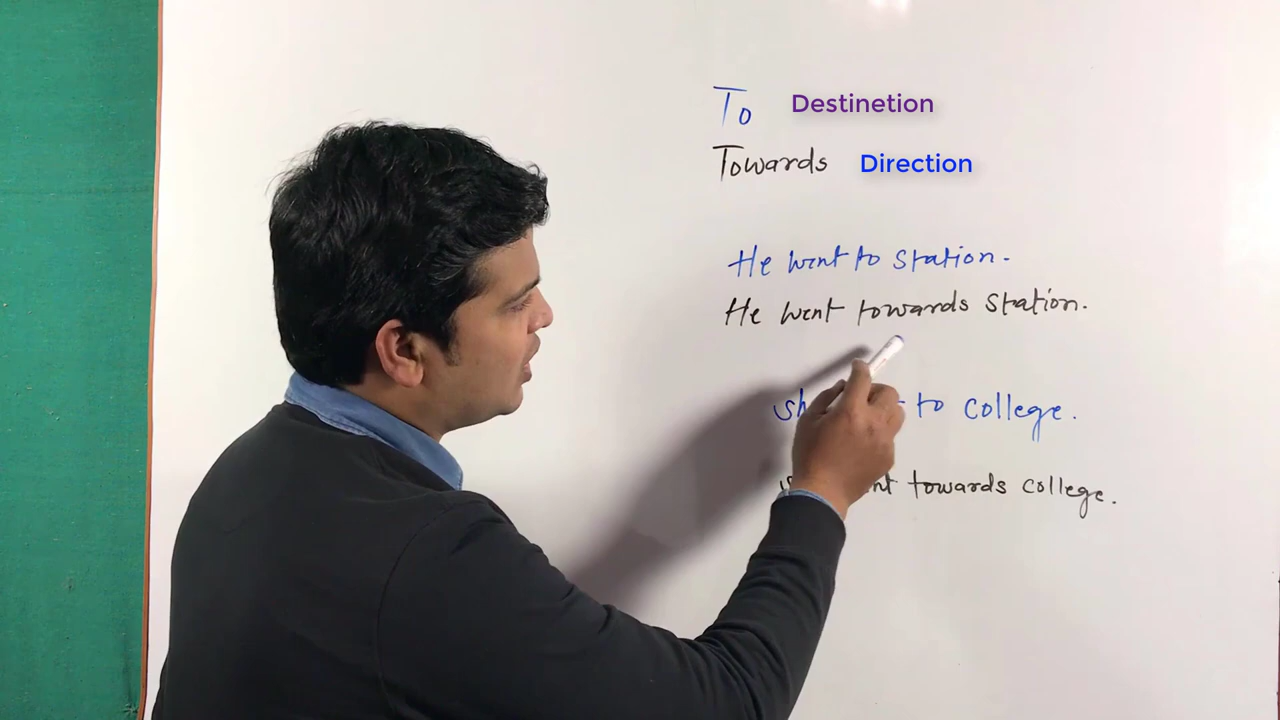 To Destinetion
Towards Direction
He went to station.
He went towards station.
to college.
towards college.